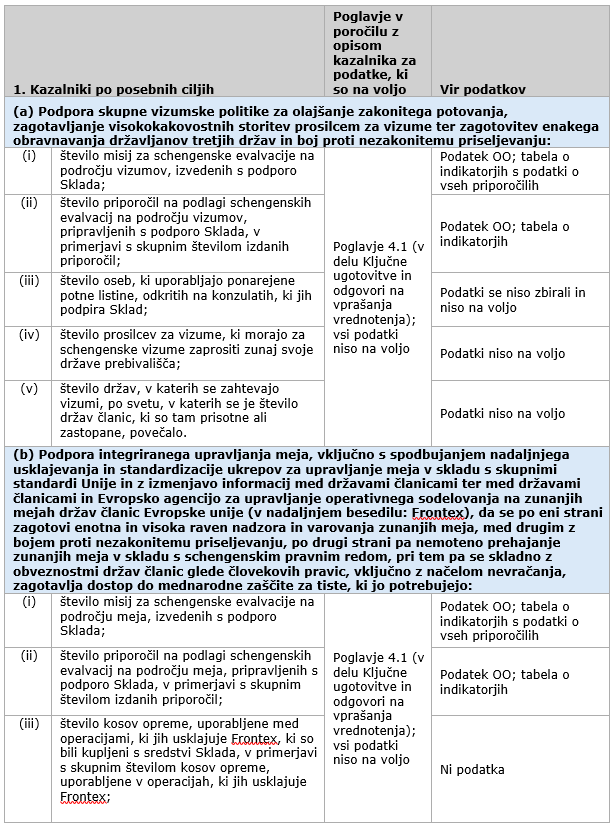 1. Kazalniki po posebnih ciljih
Poglavje v
poročilu z
opisom
kazalnika za
podatke, ki
so na voljo
Vir podatkov
(a) Podpora skupne vizumske politike za olajšanje zakonitega potovanja,
zagotavljanje visokokakovostnih storitev prosilcem za vizume ter zagotovitev enakega
obravnavanja državljanov tretjih držav in boj proti nezakonitemu priseljevanju:
(i)
število misij za schengenske evalvacije na
področju vizumov, izvedenih s podporo
Sklada;
Poglavje 4.1 (v
delu Ključne
ugotovitve in
odgovori na
vprašanja
vrednotenja);
vsi podatki
niso na voljo
Podatek OO; tabela o
indikatorjih s podatki o
vseh priporočilih
(ii)
število priporočil na podlagi schengenskih
evalvacij na področju vizumov,
pripravljenih s podporo Sklada, v
primerjavi s skupnim številom izdanih
priporočil;
Podatek OO; tabela o
indikatorjih
(iii)
število oseb, ki uporabljajo ponarejene
potne listine, odkritih na konzulatih, ki jih
podpira Sklad;
Podatki se niso zbirali in
niso na voljo
(iv)
število prosilcev za vizume, ki morajo za
schengenske vizume zaprositi zunaj svoje
države prebivališča;
Podatki niso na voljo
(v)
število držav, v katerih se zahtevajo
vizumi, po svetu, v katerih se je število
držav članic, ki so tam prisotne ali
zastopane, povečalo.
Podatki niso na voljo
(b) Podpora integriranega upravljanja meja, vključno s spodbujanjem nadaljnjega
usklajevanja in standardizacije ukrepov za upravljanje meja v skladu s skupnimi
standardi Unije in z izmenjavo informacij med državami članicami ter med državami
članicami in Evropsko agencijo za upravljanje operativnega sodelovanja na zunanjih
mejah držav članic Evropske unije (v nadaljnjem besedilu: Frontex), da se po eni strani
zagotovi enotna in visoka raven nadzora in varovanja zunanjih meja, med drugim z
bojem proti nezakonitemu priseljevanju, po drugi strani pa nemoteno prehajanje
zunanjih meja v skladu s schengenskim pravnim redom, pri tem pa se skladno z
obveznostmi držav članic glede človekovih pravic, vključno z načelom nevračanja,
zagotavlja dostop do mednarodne zaščite za tiste, ki jo potrebujejo:
(i)
število misij za schengenske evalvacije na
področju meja, izvedenih s podporo
Sklada;
Poglavje 4.1 (v
delu Ključne
ugotovitve in
odgovori na
vprašanja
vrednotenja);
vsi podatki
niso na voljo
Podatek OO; tabela o
indikatorjih s podatki o
vseh priporočilih
(ii)
število priporočil na podlagi schengenskih
evalvacij na področju meja, pripravljenih s
podporo Sklada, v primerjavi s skupnim
številom izdanih priporočil;
Podatek OO; tabela o
indikatorjih
(iii)
število kosov opreme, uporabljene med
operacijami, ki jih usklajuje Frontex, ki so
bili kupljeni s sredstvi Sklada, v primerjavi
s skupnim številom kosov opreme,
uporabljene v operacijah, ki jih usklajuje
Frontex;
Ni podatka